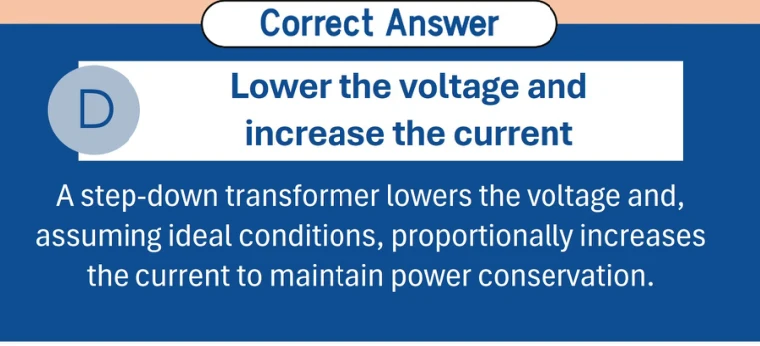 Correct Answer
D
Lower the voltage and
increase the current
A step-down transformer lowers the voltage and,
assuming ideal conditions, proportionally increases
the current to maintain power conservation.